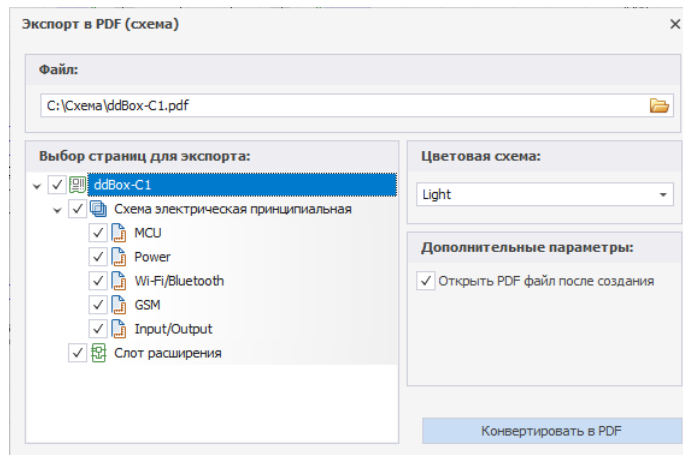 Экспорт в PDF (схема)
Файл:
C:\Схема\ddBox-C1.pdf
Выбор страниц для экспорта:
ddBox-C1
Схема электрическая принципиальная
MCU
Power
Wi-Fi/Bluetooth
GSM
Input/Output
Слот расширения
Цветовая схема:
Light
Дополнительные параметры:
Открыть PDF файл после создания
Конвертировать в PDF